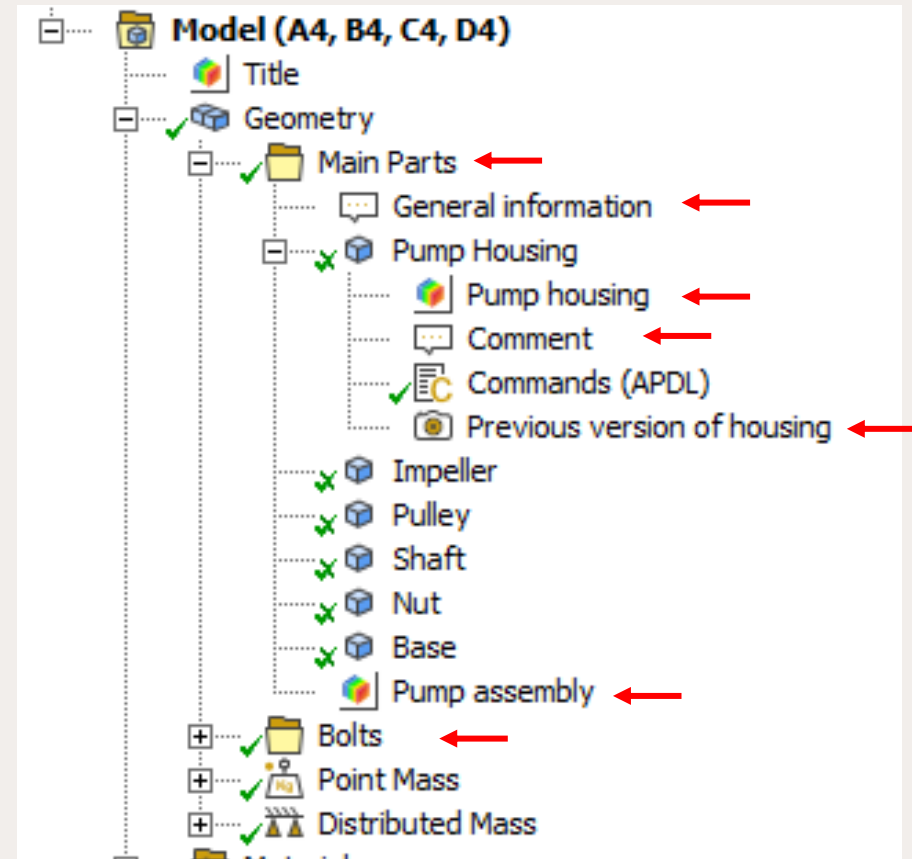 Model (A4, B4, C4, D4)
Title
Geometry
Main Parts
General information
Pump Housing
Pump housing
Comment
Commands (APDL)
Previous version of housing
Impeller
Pulley
Shaft
Nut
Base
Pump assembly
Bolts
Point Mass
Distributed Mass